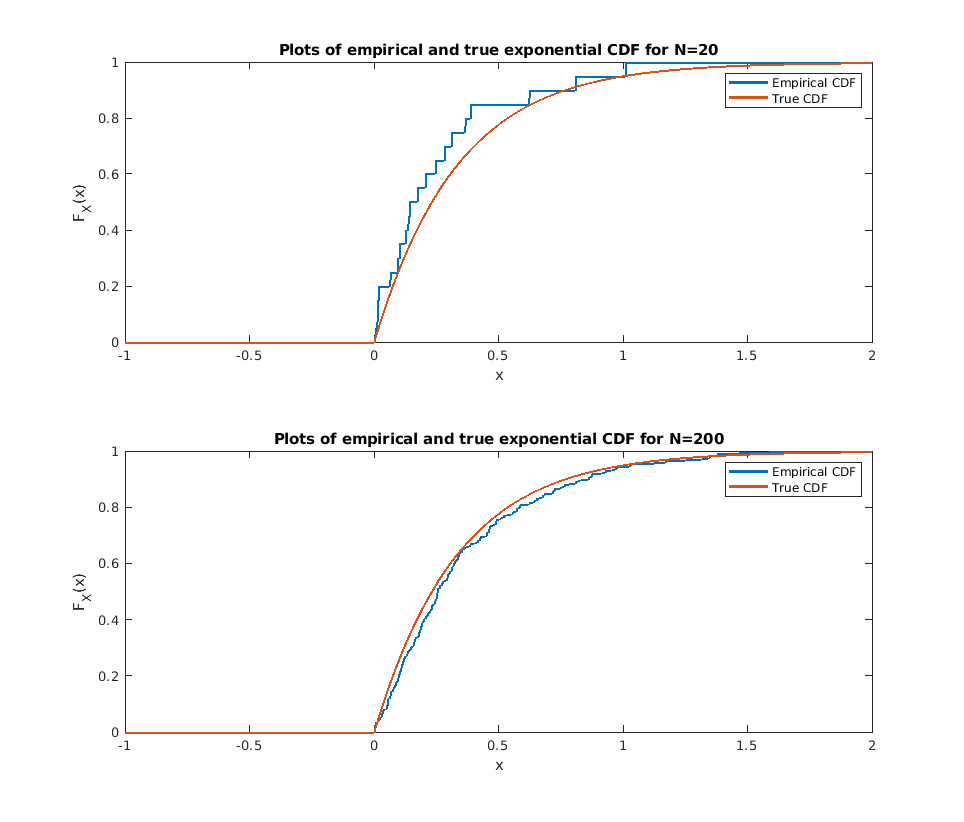 Plots of empirical and true exponential CDF for N=20
1
0.8
0.6
0.4
0.2
0
F_X(x)
Empirical CDF
True CDF
-1 -0.5 0 0.5 1 1.5 2
x
Plots of empirical and true exponential CDF for N=200
1
0.8
0.6
0.4
0.2
0
F_X(x)
Empirical CDF
True CDF
-1 -0.5 0 0.5 1 1.5 2
x